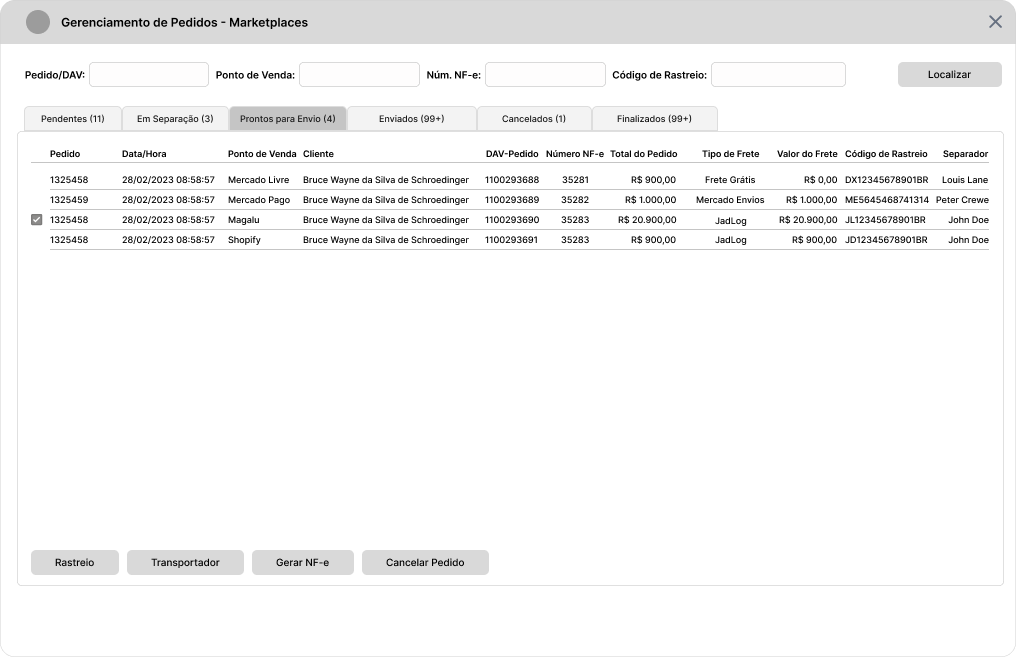 Gerenciamento de Pedidos - Marketplaces
Pedido/DAV: Ponto de Venda: Núm. NF-e: Código de Rastreio: Localizar
Pendentes (11) Em Separação (3) Prontos para Envio (4) Enviados (99+) Cancelados (1) Finalizados (99+)
Pedido Data/Hora Ponto de Venda Cliente DAV-Pedido Número NF-e Total do Pedido Tipo de Frete Valor do Frete Código de Rastreio Separador
1325458 28/02/2023 08:58:57 Mercado Livre Bruce Wayne da Silva de Schroedinger 1100293688 35281 R$ 900,00 Frete Grátis R$ 0,00 DX12345678901BR Louis Lane
1325459 28/02/2023 08:58:57 Mercado Pago Bruce Wayne da Silva de Schroedinger 1100293689 35282 R$ 1.000,00 Mercado Envios R$ 1.000,00 ME5645468741314 Peter Crewe
1325458 28/02/2023 08:58:57 Magalu Bruce Wayne da Silva de Schroedinger 1100293690 35283 R$ 20.900,00 JadLog R$ 20.900,00 JL12345678901BR John Doe
1325458 28/02/2023 08:58:57 Shopify Bruce Wayne da Silva de Schroedinger 1100293691 35283 R$ 900,00 JadLog R$ 900,00 JD12345678901BR John Doe
Rastreio Transportador Gerar NF-e Cancelar Pedido